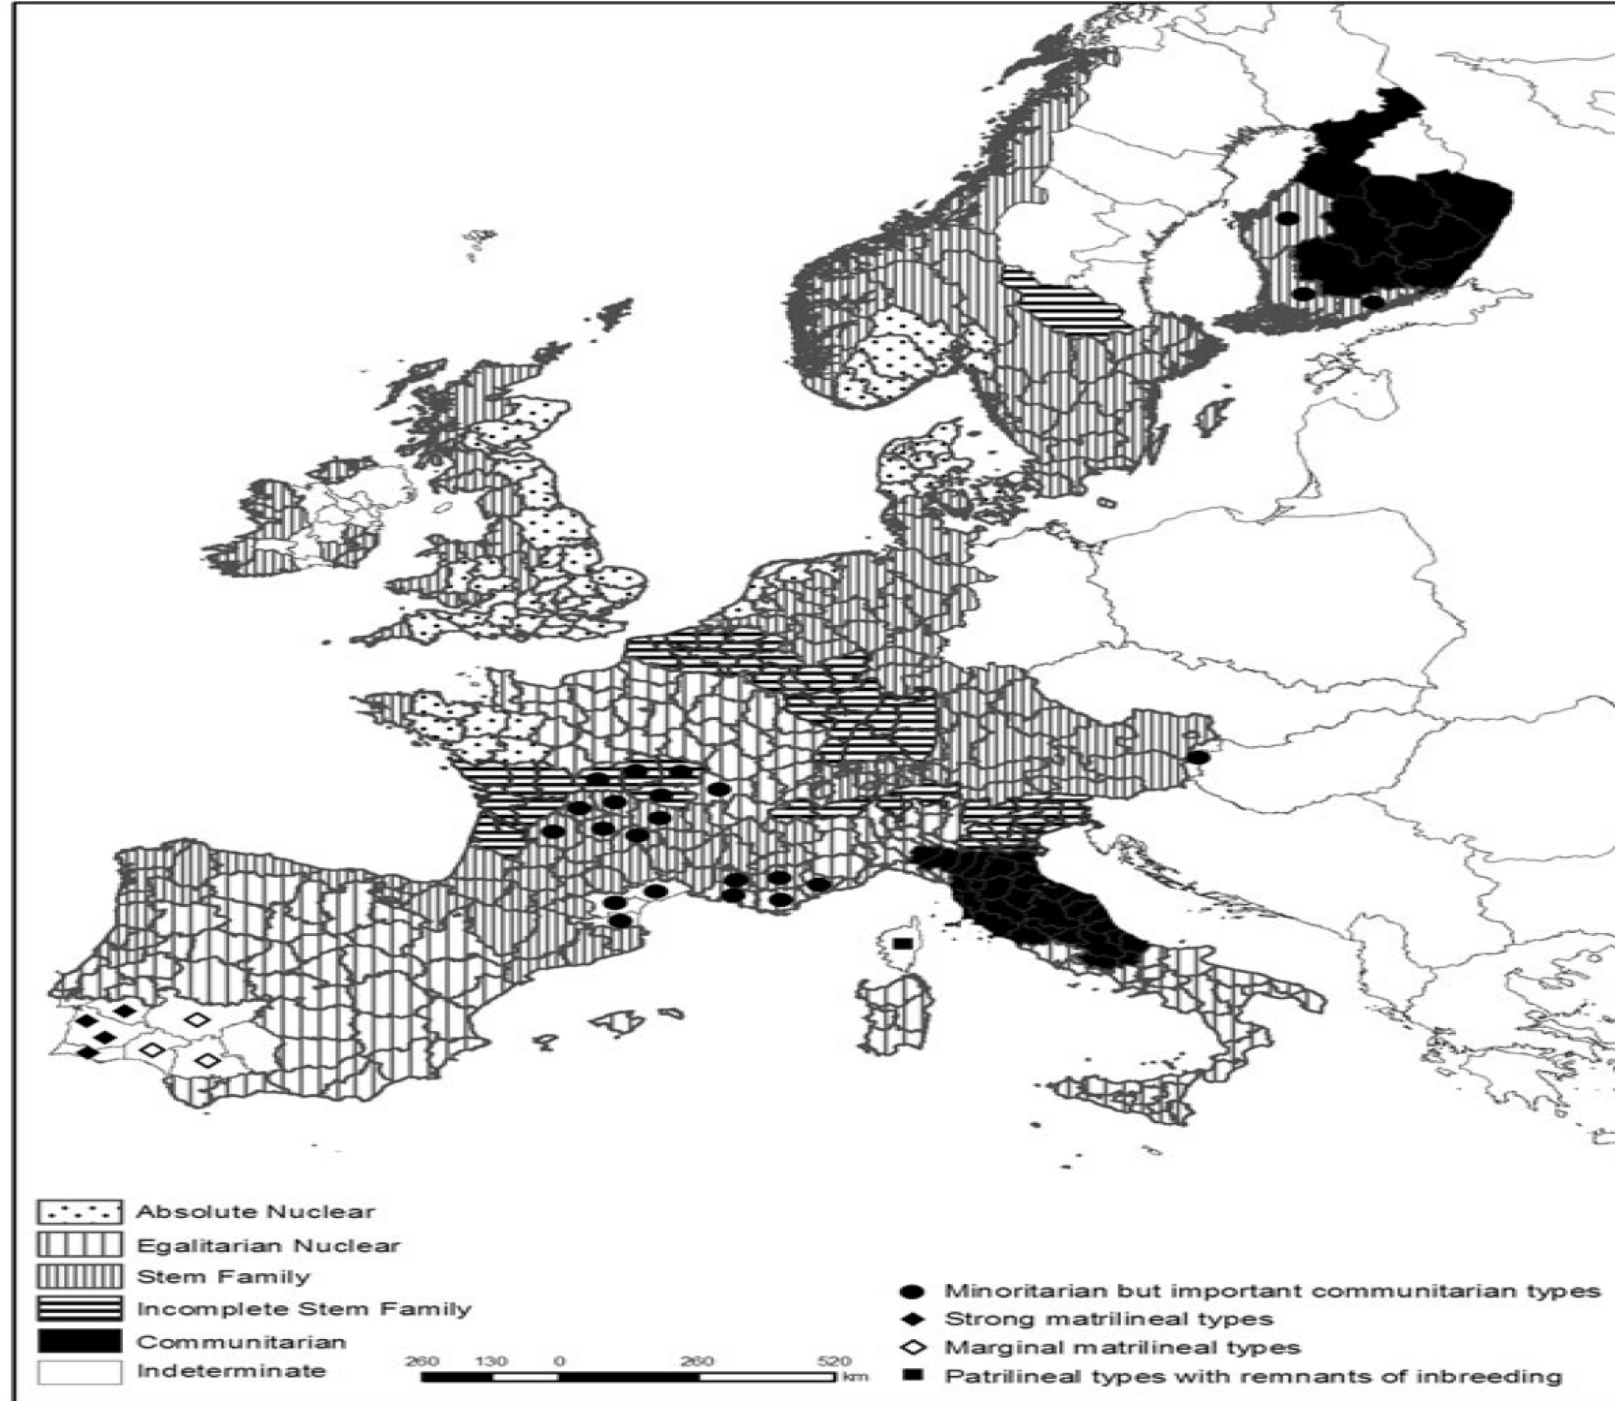 Absolute Nuclear
Egalitarian Nuclear
Stem Family
Incomplete Stem Family
Communitarian
Indeterminate
260 130 0 260 520
km
Minoritarian but important communitarian types
Strong matrilineal types
Marginal matrilineal types
Patrilineal types with remnants of inbreeding